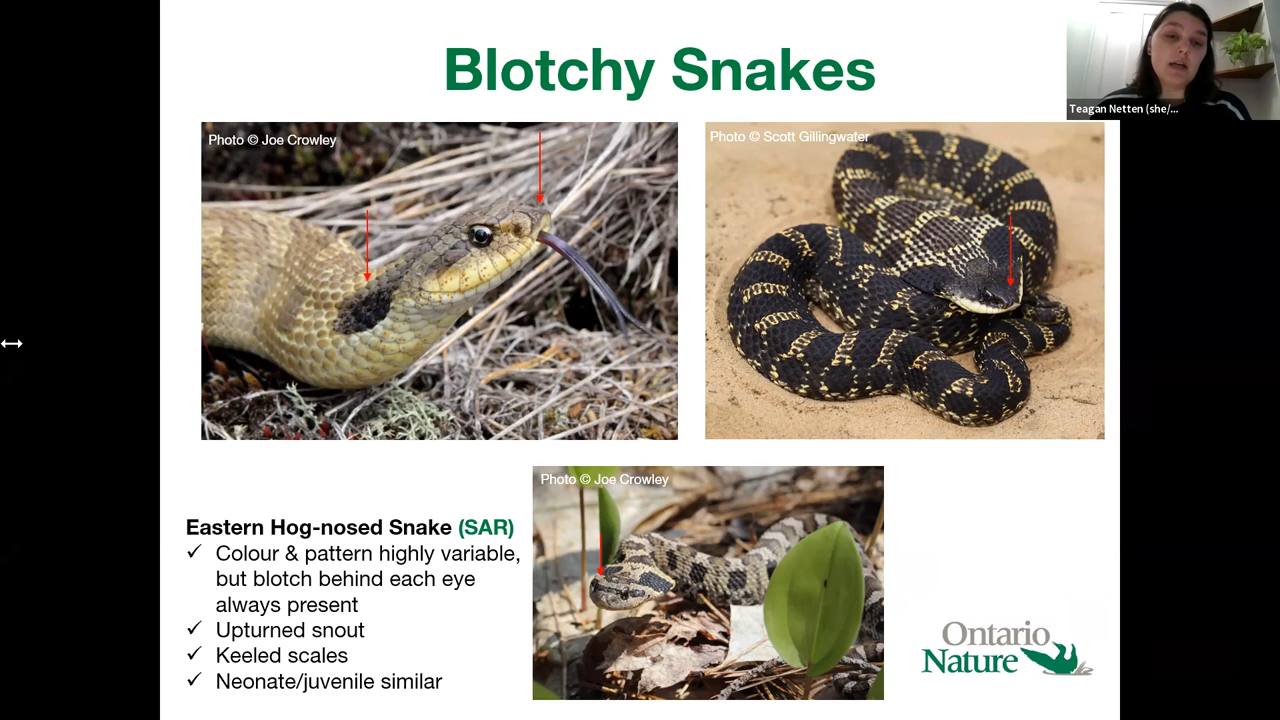 Blotchy Snakes
Teagan Netten (she/...
Photo © Joe Crowley
Photo © Scott Gillingwater
Photo © Joe Crowley
Eastern Hog-nosed Snake (SAR)
✓ Colour & pattern highly variable,
but blotch behind each eye
always present
✓ Upturned snout
✓ Keeled scales
✓ Neonate/juvenile similar
Ontario
Nature